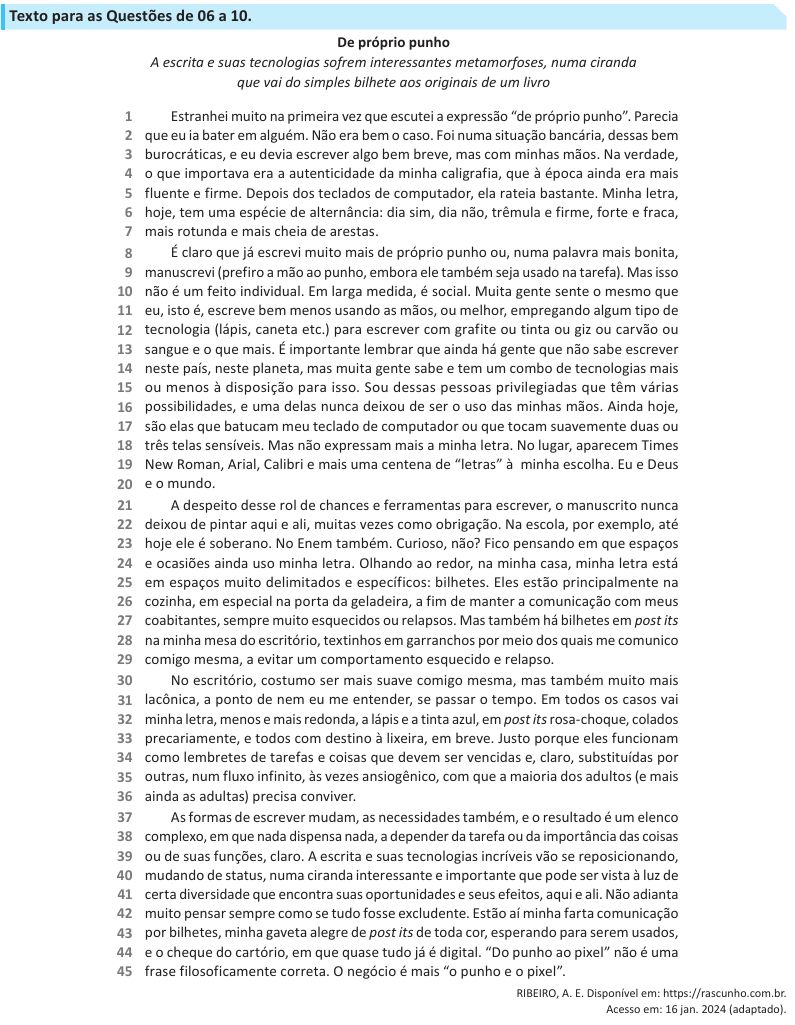 Texto para as Questões de 06 a 10.
De próprio punho
A escrita e suas tecnologias sofrem interessantes metamorfoses, numa ciranda
que vai do simples bilhete aos originais de um livro
1 Estranhei muito na primeira vez que escutei a expressão “de próprio punho”. Parecia
2 que eu ia bater em alguém. Não era bem o caso. Foi numa situação bancária, dessas bem
3 burocráticas, e eu devia escrever algo bem breve, mas com minhas mãos. Na verdade,
4 o que importava era a autenticidade da minha caligrafia, que à época ainda era mais
5 fluente e firme. Depois dos teclados de computador, ela rateia bastante. Minha letra,
6 hoje, tem uma espécie de alternância: dia sim, dia não, trêmula e firme, forte e fraca,
7 mais rotunda e mais cheia de arestas.
8 É claro que já escrevi muito mais de próprio punho ou, numa palavra mais bonita,
9 manuscrevi (prefiro a mão ao punho, embora ele também seja usado na tarefa). Mas isso
10 não é um feito individual. Em larga medida, é social. Muita gente sente o mesmo que
11 eu, isto é, escreve bem menos usando as mãos, ou melhor, empregando algum tipo de
12 tecnologia (lápis, caneta etc.) para escrever com grafite ou tinta ou giz ou carvão ou
13 sangue e o que mais. É importante lembrar que ainda há gente que não sabe escrever
14 neste país, neste planeta, mas muita gente sabe e tem um combo de tecnologias mais
15 ou menos à disposição para isso. Sou dessas pessoas privilegiadas que têm várias
16 possibilidades, e uma delas nunca deixou de ser o uso das minhas mãos. Ainda hoje,
17 são elas que batucam meu teclado de computador ou que tocam suavemente duas ou
18 três telas sensíveis. Mas não expressam mais a minha letra. No lugar, aparecem Times
19 New Roman, Arial, Calibri e mais uma centena de “letras” à minha escolha. Eu e Deus
20 e o mundo.
21 A despeito desse rol de chances e ferramentas para escrever, o manuscrito nunca
22 deixou de pintar aqui e ali, muitas vezes como obrigação. Na escola, por exemplo, até
23 hoje ele é soberano. No Enem também. Curioso, não? Fico pensando em que espaços
24 e ocasiões ainda uso minha letra. Olhando ao redor, na minha casa, minha letra está
25 em espaços muito delimitados e específicos: bilhetes. Eles estão principalmente na
26 cozinha, em especial na porta da geladeira, a fim de manter a comunicação com meus
27 coabitantes, sempre muito esquecidos ou relapsos. Mas também há bilhetes em post its
28 na minha mesa do escritório, textinhos em garranchos por meio dos quais me comunico
29 comigo mesma, a evitar um comportamento esquecido e relapso.
30 No escritório, costumo ser mais suave comigo mesma, mas também muito mais
31 lacônica, a ponto de nem eu me entender, se passar o tempo. Em todos os casos vai
32 minha letra, menos e mais redonda, a lápis e a tinta azul, em post its rosa-choque, colados
33 precariamente, e todos com destino à lixeira, em breve. Justo porque eles funcionam
34 como lembretes de tarefas e coisas que devem ser vencidas e, claro, substituídas por
35 outras, num fluxo infinito, às vezes ansiogênico, com que a maioria dos adultos (e mais
36 ainda as adultas) precisa conviver.
37 As formas de escrever mudam, as necessidades também, e o resultado é um elenco
38 complexo, em que nada dispensa nada, a depender da tarefa ou da importância das coisas
39 ou de suas funções, claro. A escrita e suas tecnologias incríveis vão se reposicionando,
40 mudando de status, numa ciranda interessante e importante que pode ser vista à luz de
41 certa diversidade que encontra suas oportunidades e seus efeitos, aqui e ali. Não adianta
42 muito pensar sempre como se tudo fosse excludente. Estão aí minha farta comunicação
43 por bilhetes, minha gaveta alegre de post its de toda cor, esperando para serem usados,
44 e o cheque do cartório, em que quase tudo já é digital. “Do punho ao pixel” não é uma
45 frase filosoficamente correta. O negócio é mais “o punho e o pixel”.
RIBEIRO, A. E. Disponível em: https://rascunho.com.br.
Acesso em: 16 jan. 2024 (adaptado).